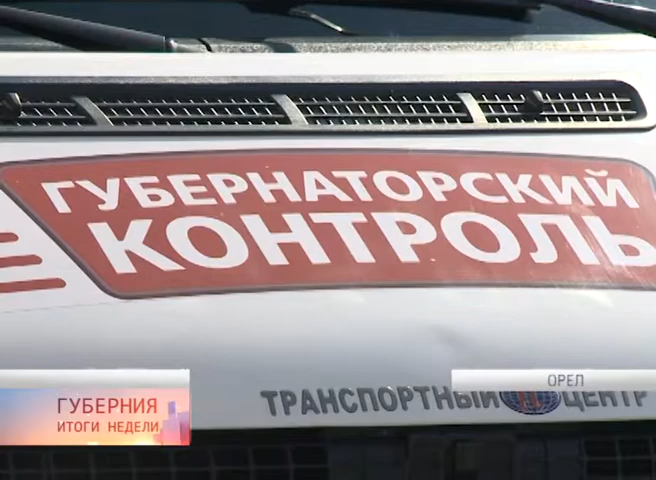 ГУБЕРНАТОРСКИЙ
КОНТРОЛЬ
ОРЕЛ
ТРАНСПОРТНЫЙ ЦЕНТР
ГУБЕРНИЯ
ИТОГИ НЕДЕЛИ